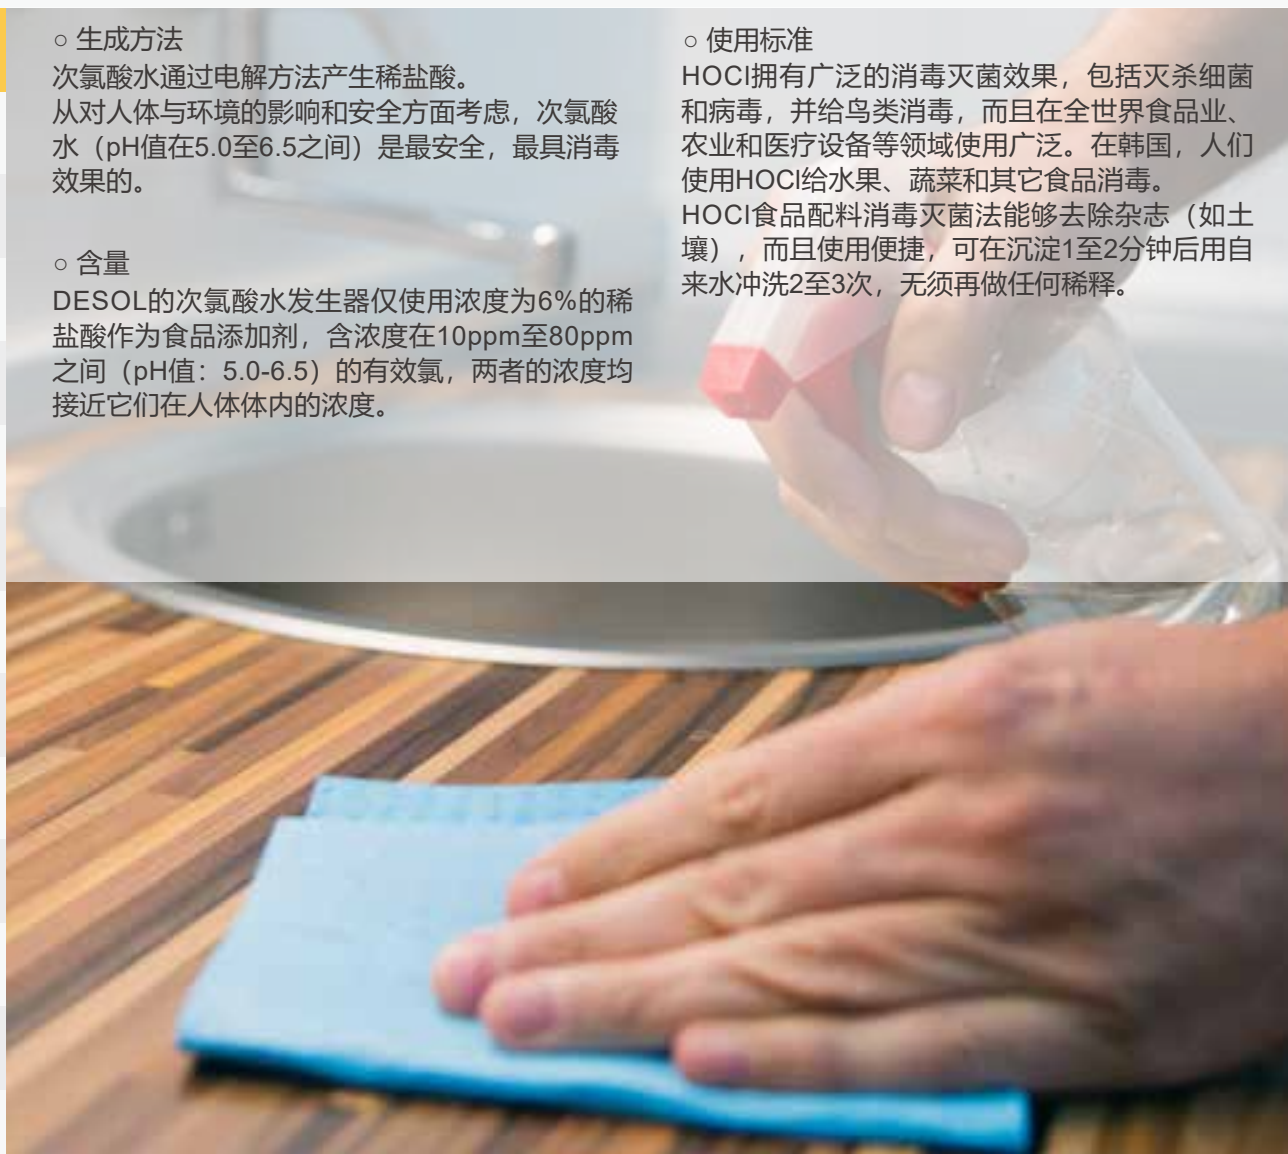 ○ 生成方法
次氯酸水通过电解方法产生稀盐酸。
从对人体与环境的影响和安全方面考虑，次氯酸
水（pH值在5.0至6.5之间）是最安全，最具消毒
效果的。
○ 含量
DESOL的次氯酸水发生器仅使用浓度为6%的稀
盐酸作为食品添加剂，含浓度在10ppm至80ppm
之间（pH值：5.0-6.5）的有效氯，两者的浓度均
接近它们在人体体内的浓度。
○ 使用标准
HOCl拥有广泛的消毒灭菌效果，包括灭杀细菌
和病毒，并给鸟类消毒，而且在全世界食品业、
农业和医疗设备等领域使用广泛。在韩国，人们
使用HOCl给水果、蔬菜和其它食品消毒。
HOCl食品配料消毒灭菌法能够去除杂志（如土
壤），而且使用便捷，可在沉淀1至2分钟后用自
来水冲洗2至3次，无须再做任何稀释。